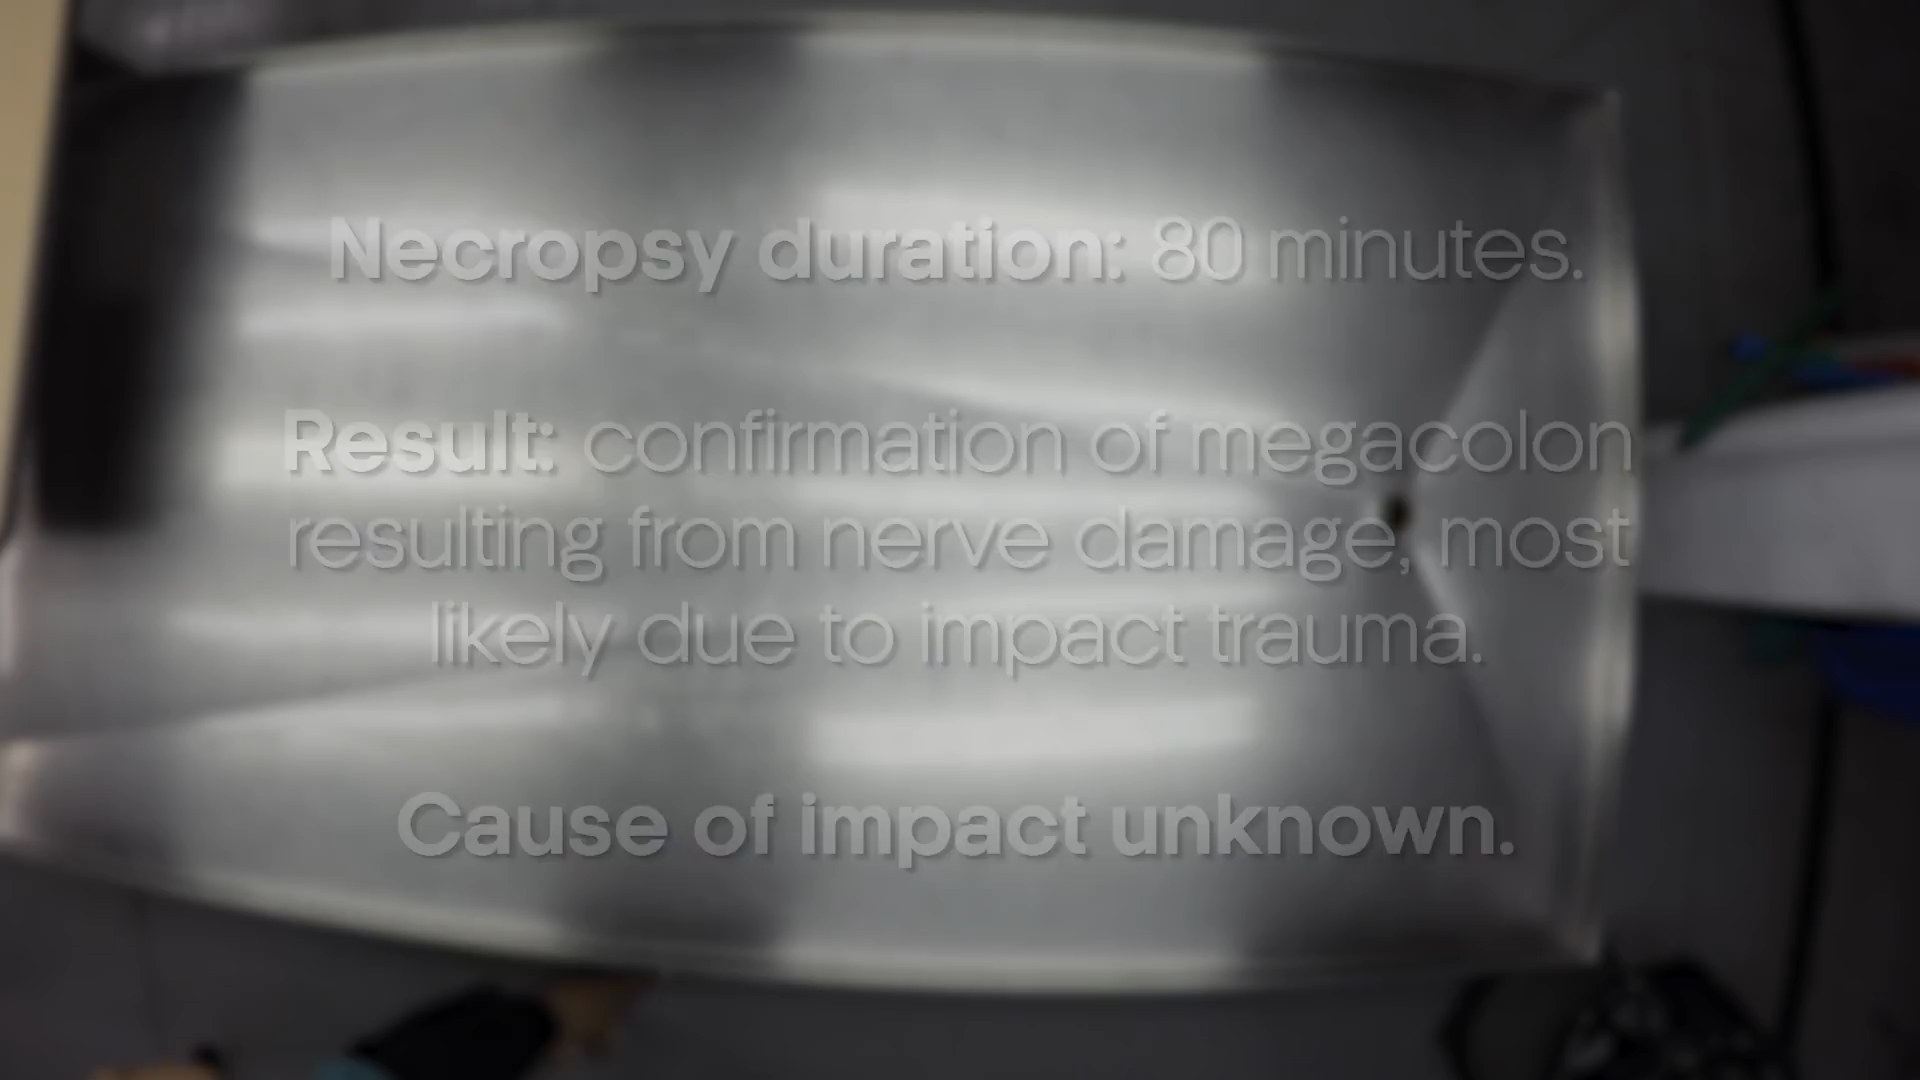 Necropsy duration: 80 minutes.
Result: confirmation of megacolon
resulting from nerve damage, most
likely due to impact trauma.
Cause of impact unknown.